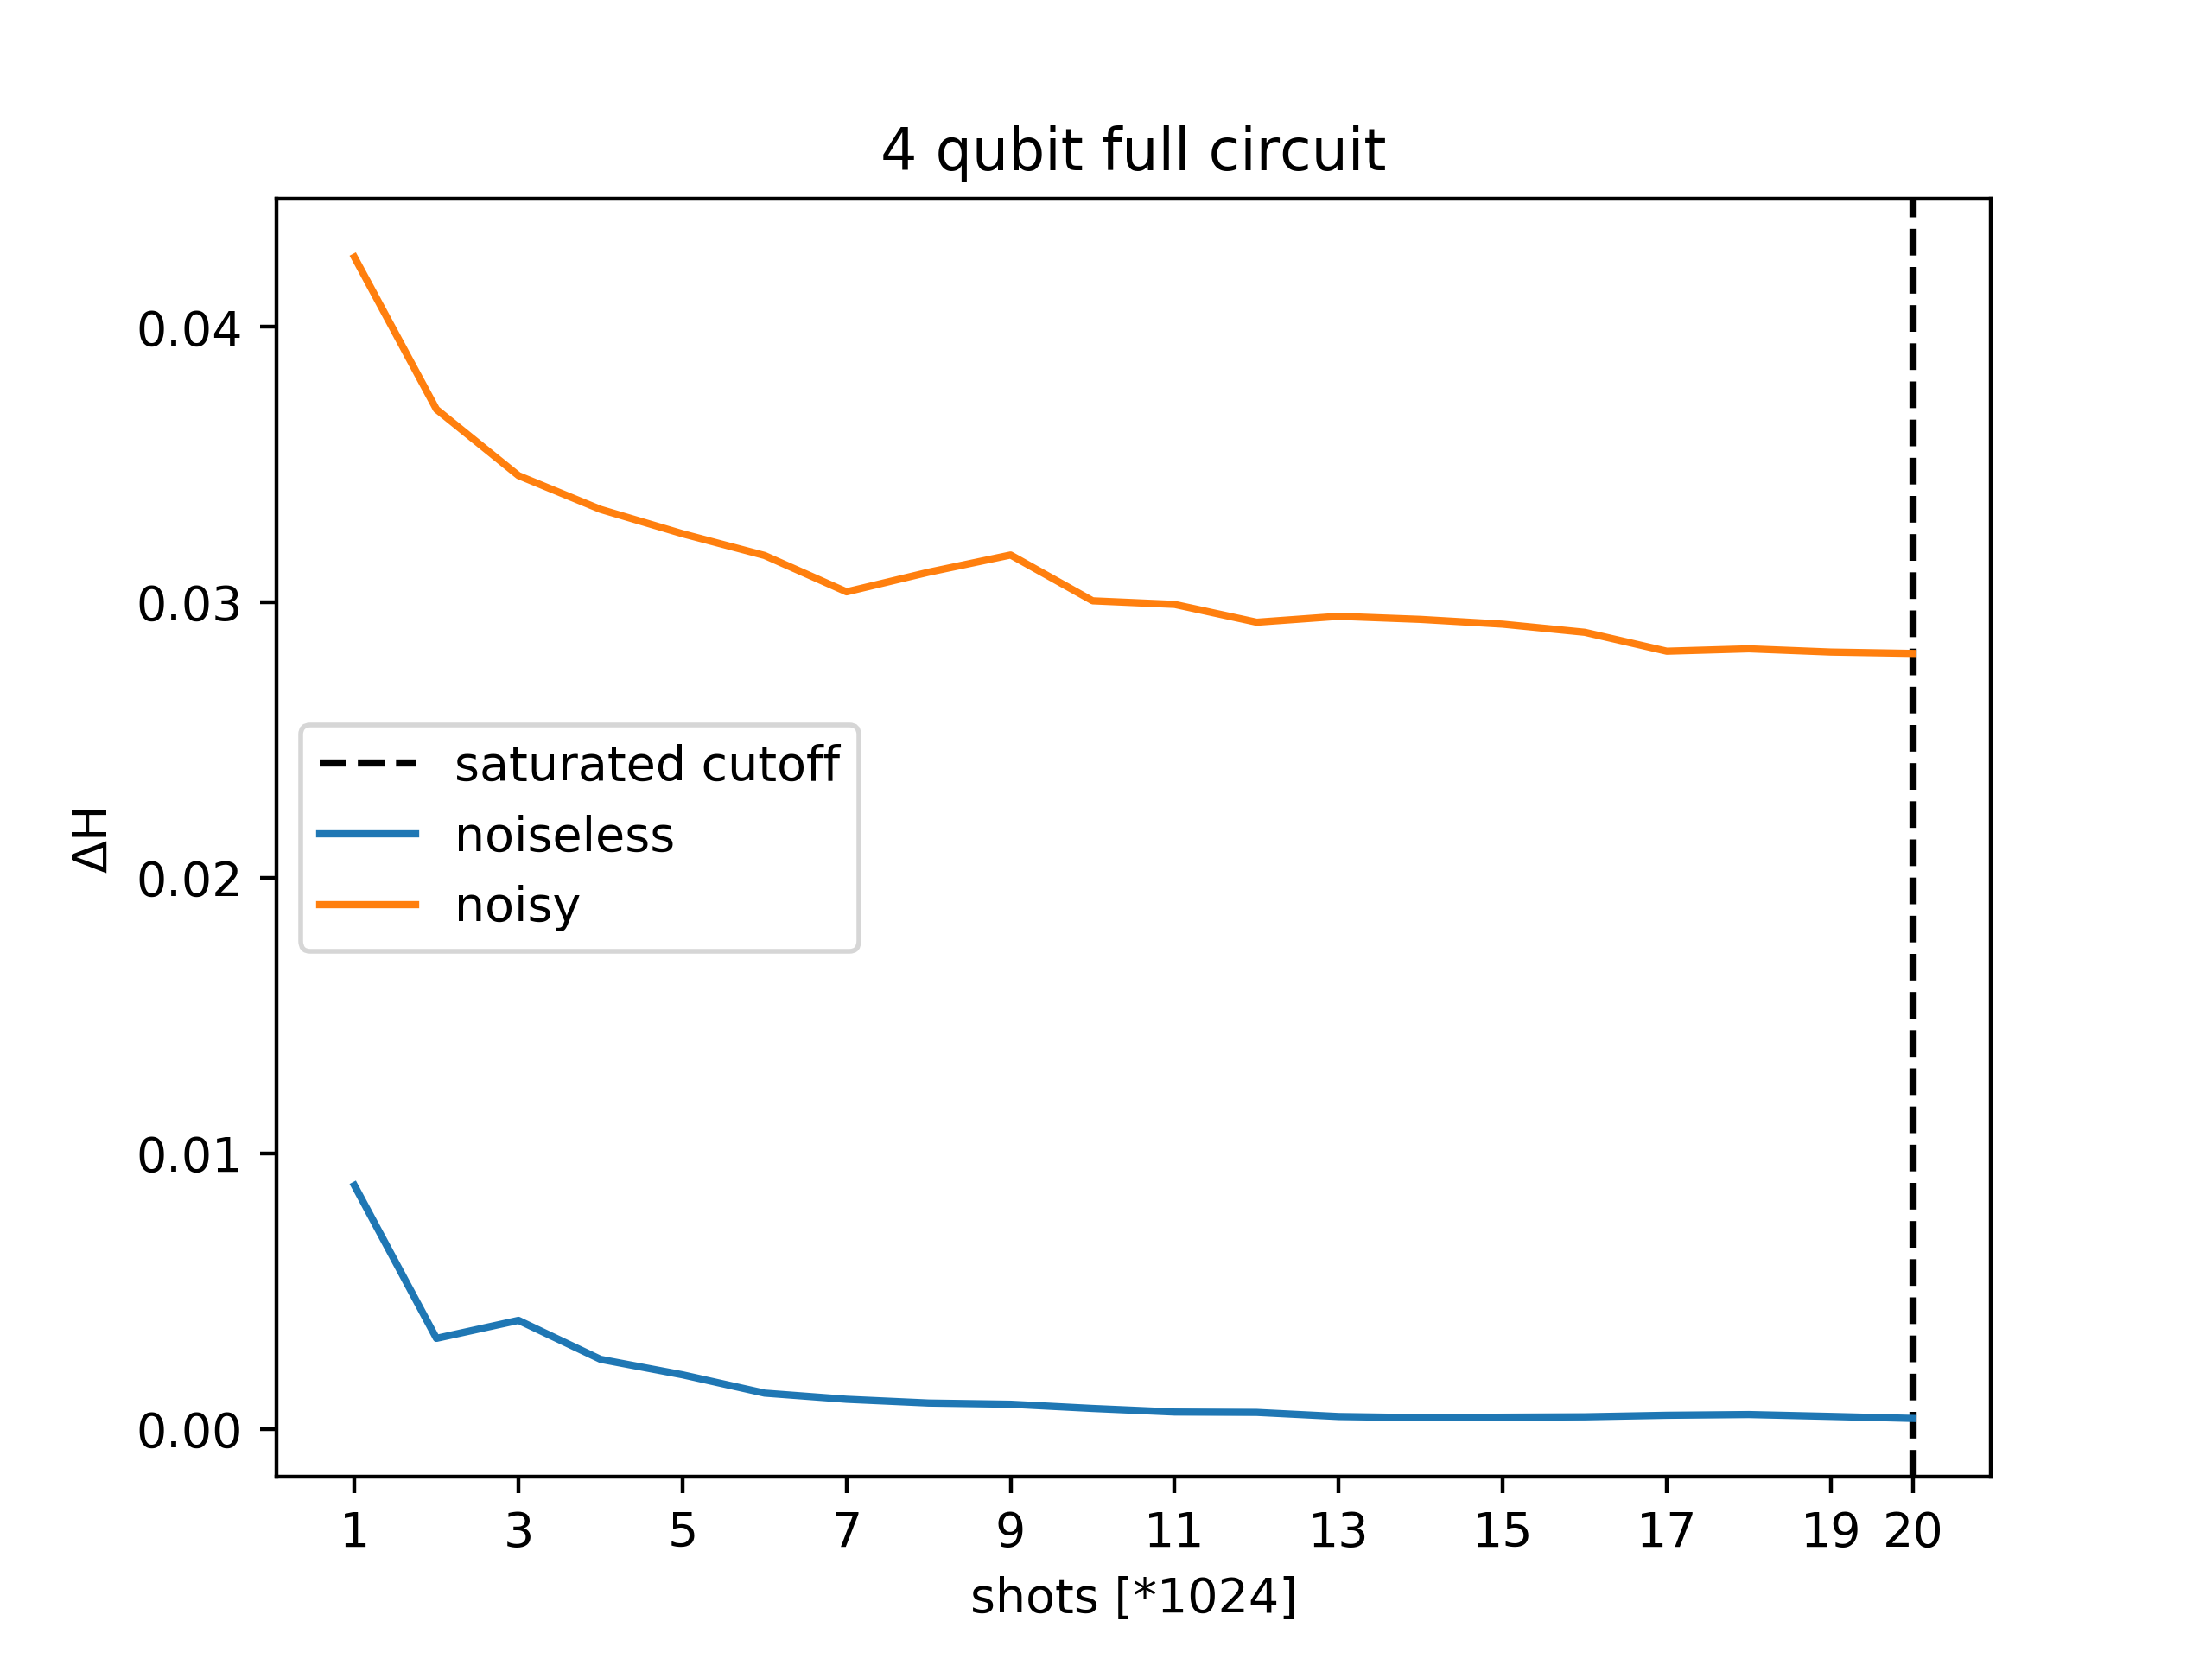 4 qubit full circuit
0.04
0.03
0.02
0.01
0.00
ΔH
saturated cutoff
noiseless
noisy
1 3 5 7 9 11 13 15 17 19 20
shots [*1024]